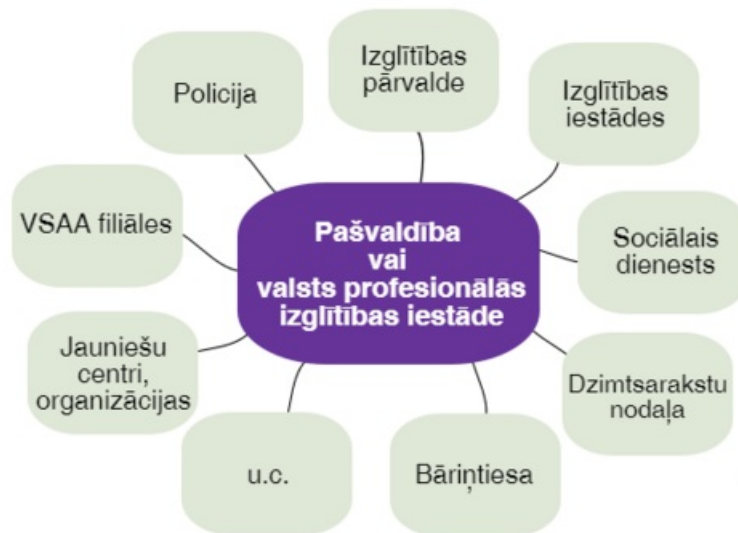 Izglītības
pārvalde
Policija
Izglītības
iestādes
VSAA filiāles
Pašvaldība
vai
valsts profesionālās
izglītības iestāde
Sociālais
dienests
Jauniešu
centri,
organizācijas
Dzimtsarakstu
nodaļa
u.c.
Bāriņtiesa